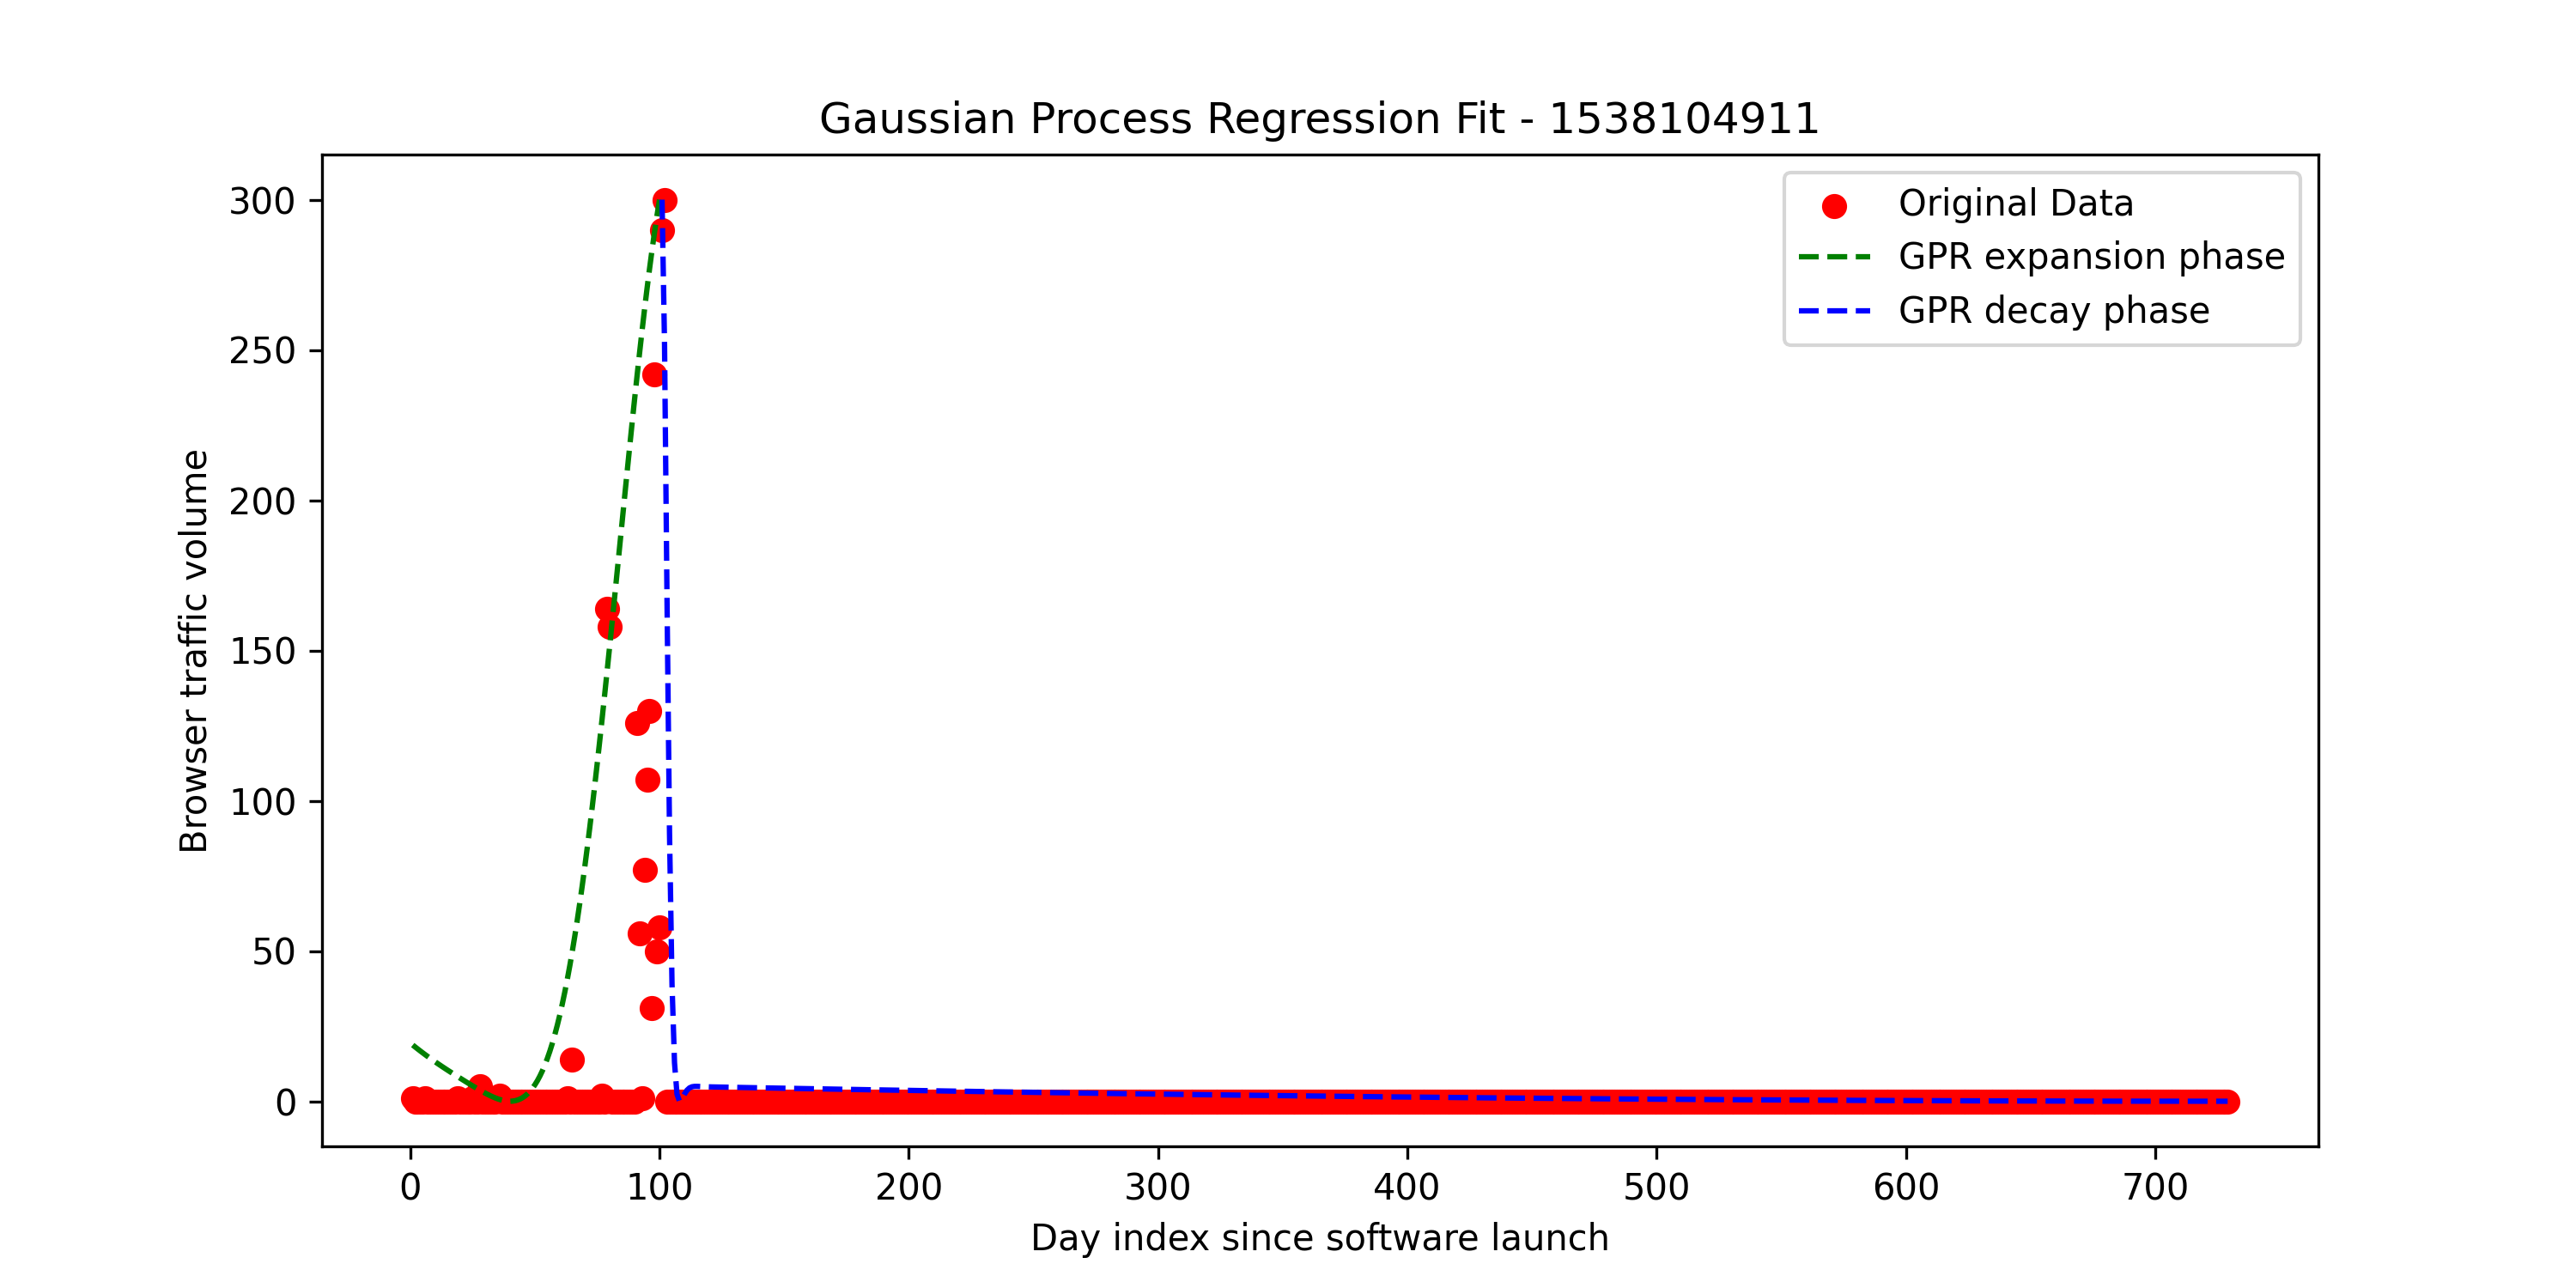 Gaussian Process Regression Fit - 1538104911
Original Data
GPR expansion phase
GPR decay phase
Browser traffic volume
300
250
200
150
100
50
0
0 100 200 300 400 500 600 700
Day index since software launch